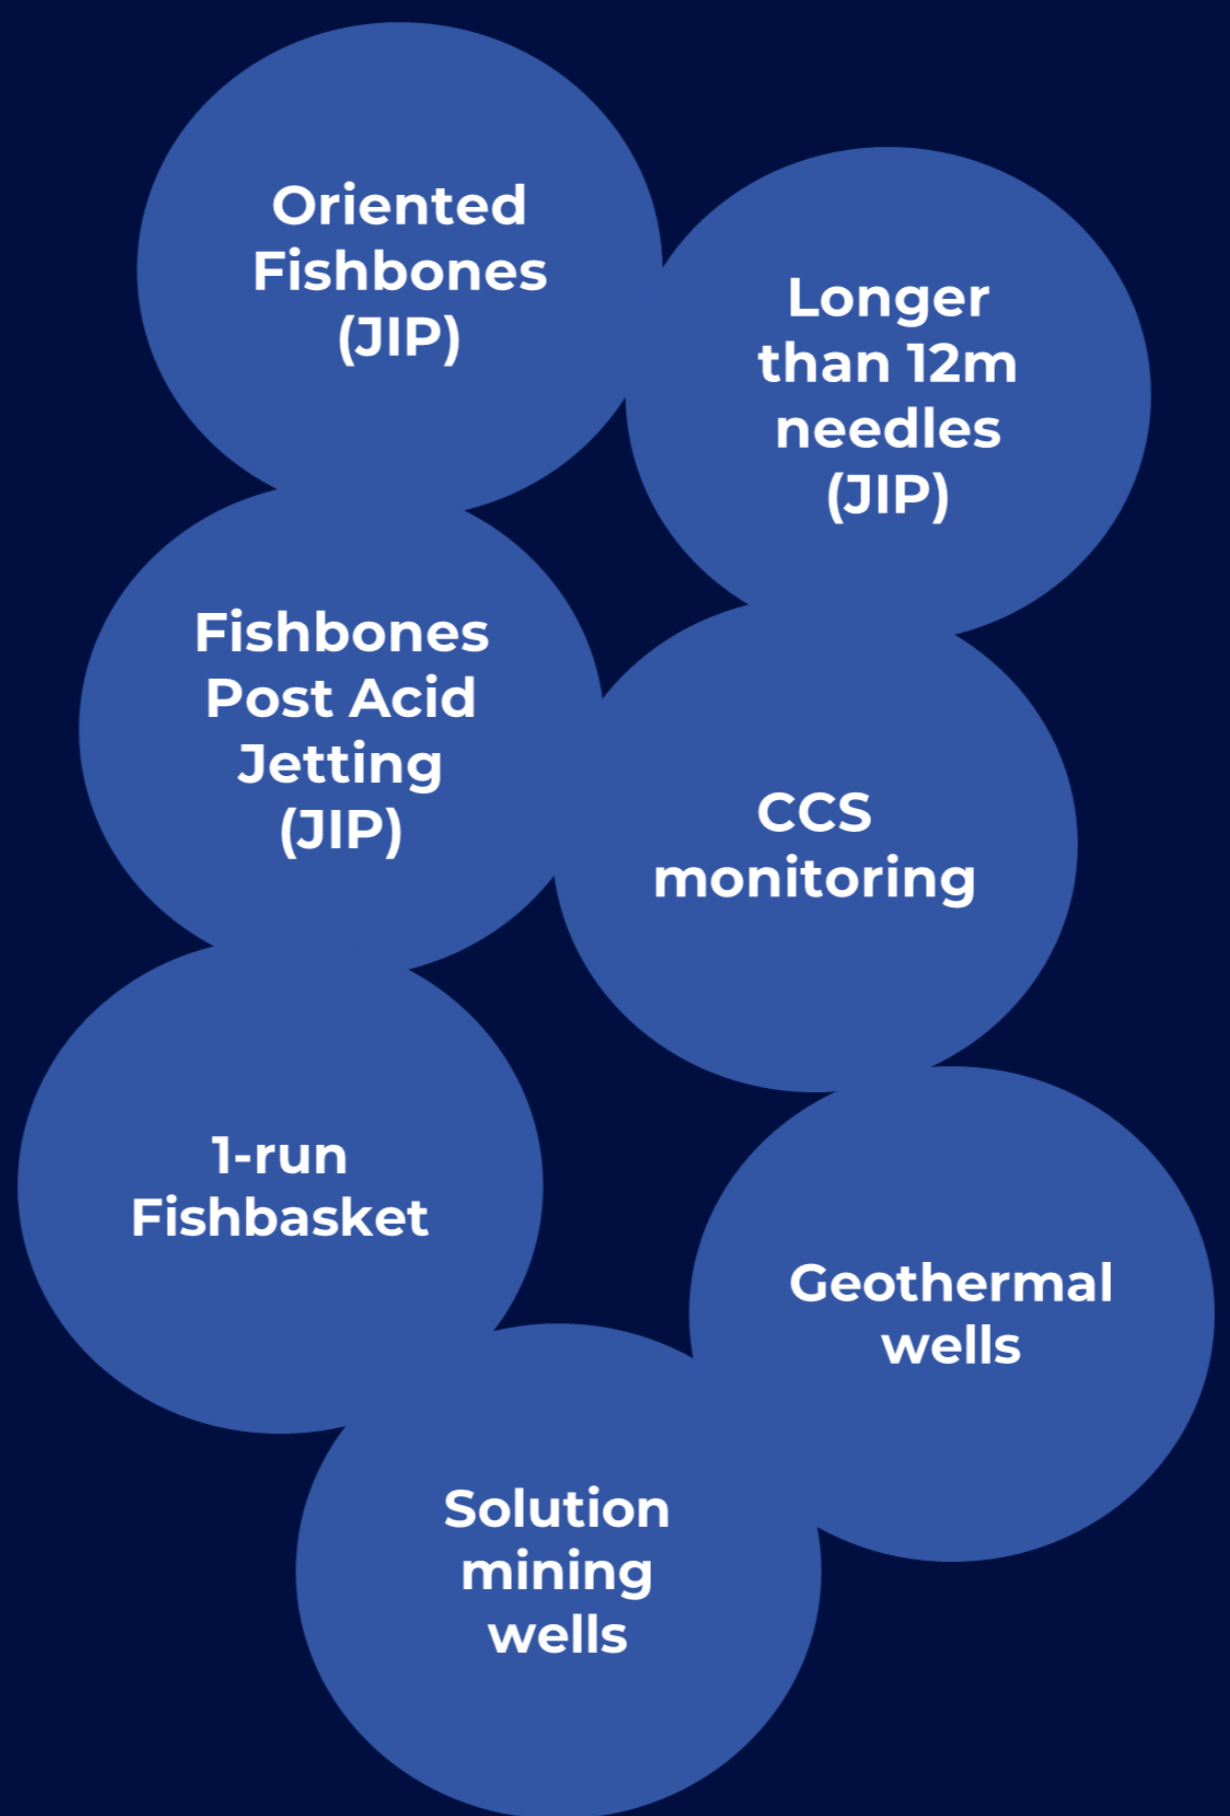 Oriented
Fishbones
(JIP)
Longer
than 12m
needles
(JIP)
Fishbones
Post Acid
Jetting
(JIP)
CCS
monitoring
1-run
Fishbasket
Geothermal
wells
Solution
mining
wells